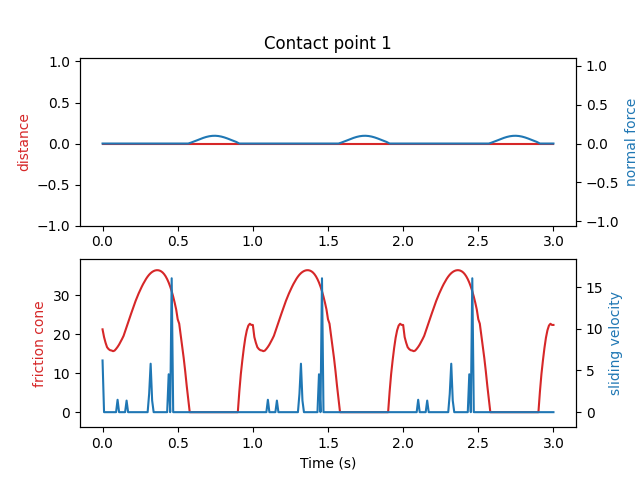 Contact point 1
distance
1.0
0.5
0.0
−0.5
−1.0
1.0
0.5
0.0
−0.5
−1.0
normal force
0.0 0.5 1.0 1.5 2.0 2.5 3.0
friction cone
30
20
10
0
15
10
5
0
sliding velocity
0.0 0.5 1.0 1.5 2.0 2.5 3.0
Time (s)